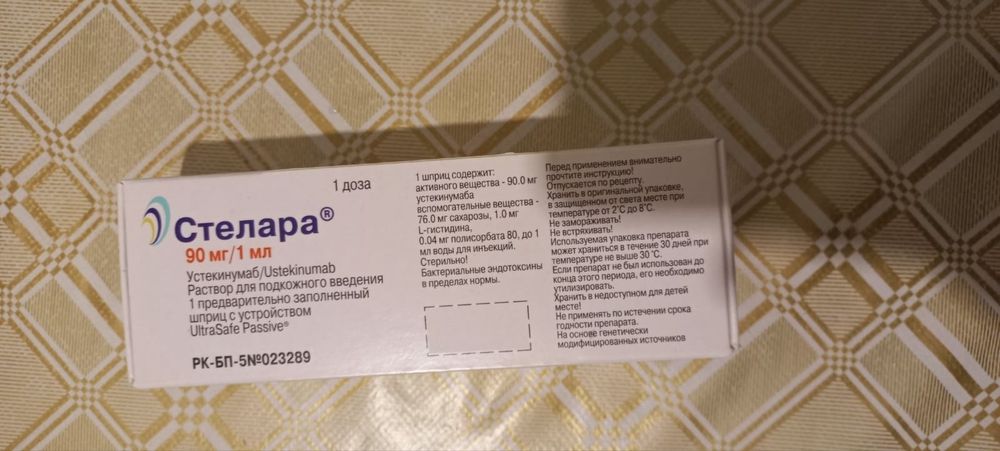 1 доза
Стелара®
90 мг/1 мл
Устекинумаб/Ustekinumab
Раствор для подкожного введения
1 предварительно заполненный
шприц с устройством
UltraSafe Passive®
РК-БП-5№023289
1 шприц содержит:
активного вещества - 90.0 мг
устекинумаба
вспомогательные вещества -
76.0 мг сахарозы, 1.0 мг
L-гистидина,
0.04 мг полисорбата 80, до 1
мл воды для инъекций.
Стерильно!
Бактериальные эндотоксины
в пределах нормы.
Перед применением внимательно
прочтите инструкцию!
Отпускается по рецепту.
Хранить в оригинальной упаковке,
в защищенном от света месте при
температуре от 2°C до 8°C.
Не замораживать!
Не встряхивать!
Используемая упаковка препарата
может храниться в течение 30 дней при
температуре не выше 30 °C.
Если препарат не был использован до
конца этого периода, его необходимо
утилизировать.
Хранить в недоступном для детей
месте!
Не применять по истечении срока
годности препарата.
На основе генетически
модифицированных источников